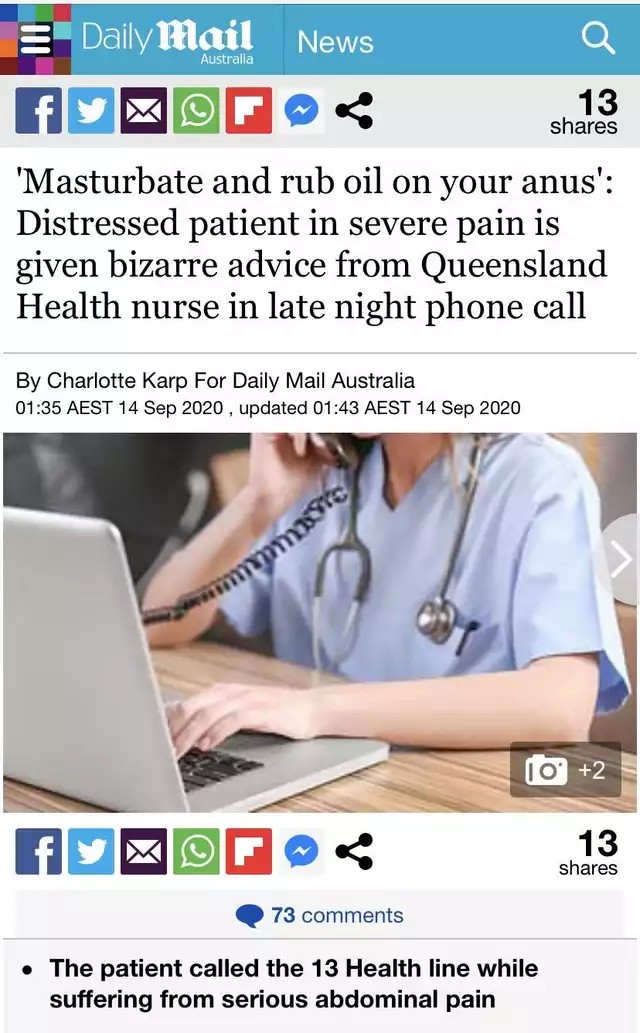 Daily Mail
Australia
News
13
shares
'Masturbate and rub oil on your anus':
Distressed patient in severe pain is
given bizarre advice from Queensland
Health nurse in late night phone call
By Charlotte Karp For Daily Mail Australia
01:35 AEST 14 Sep 2020 , updated 01:43 AEST 14 Sep 2020
+2
13
shares
73 comments
• The patient called the 13 Health line while
suffering from serious abdominal pain